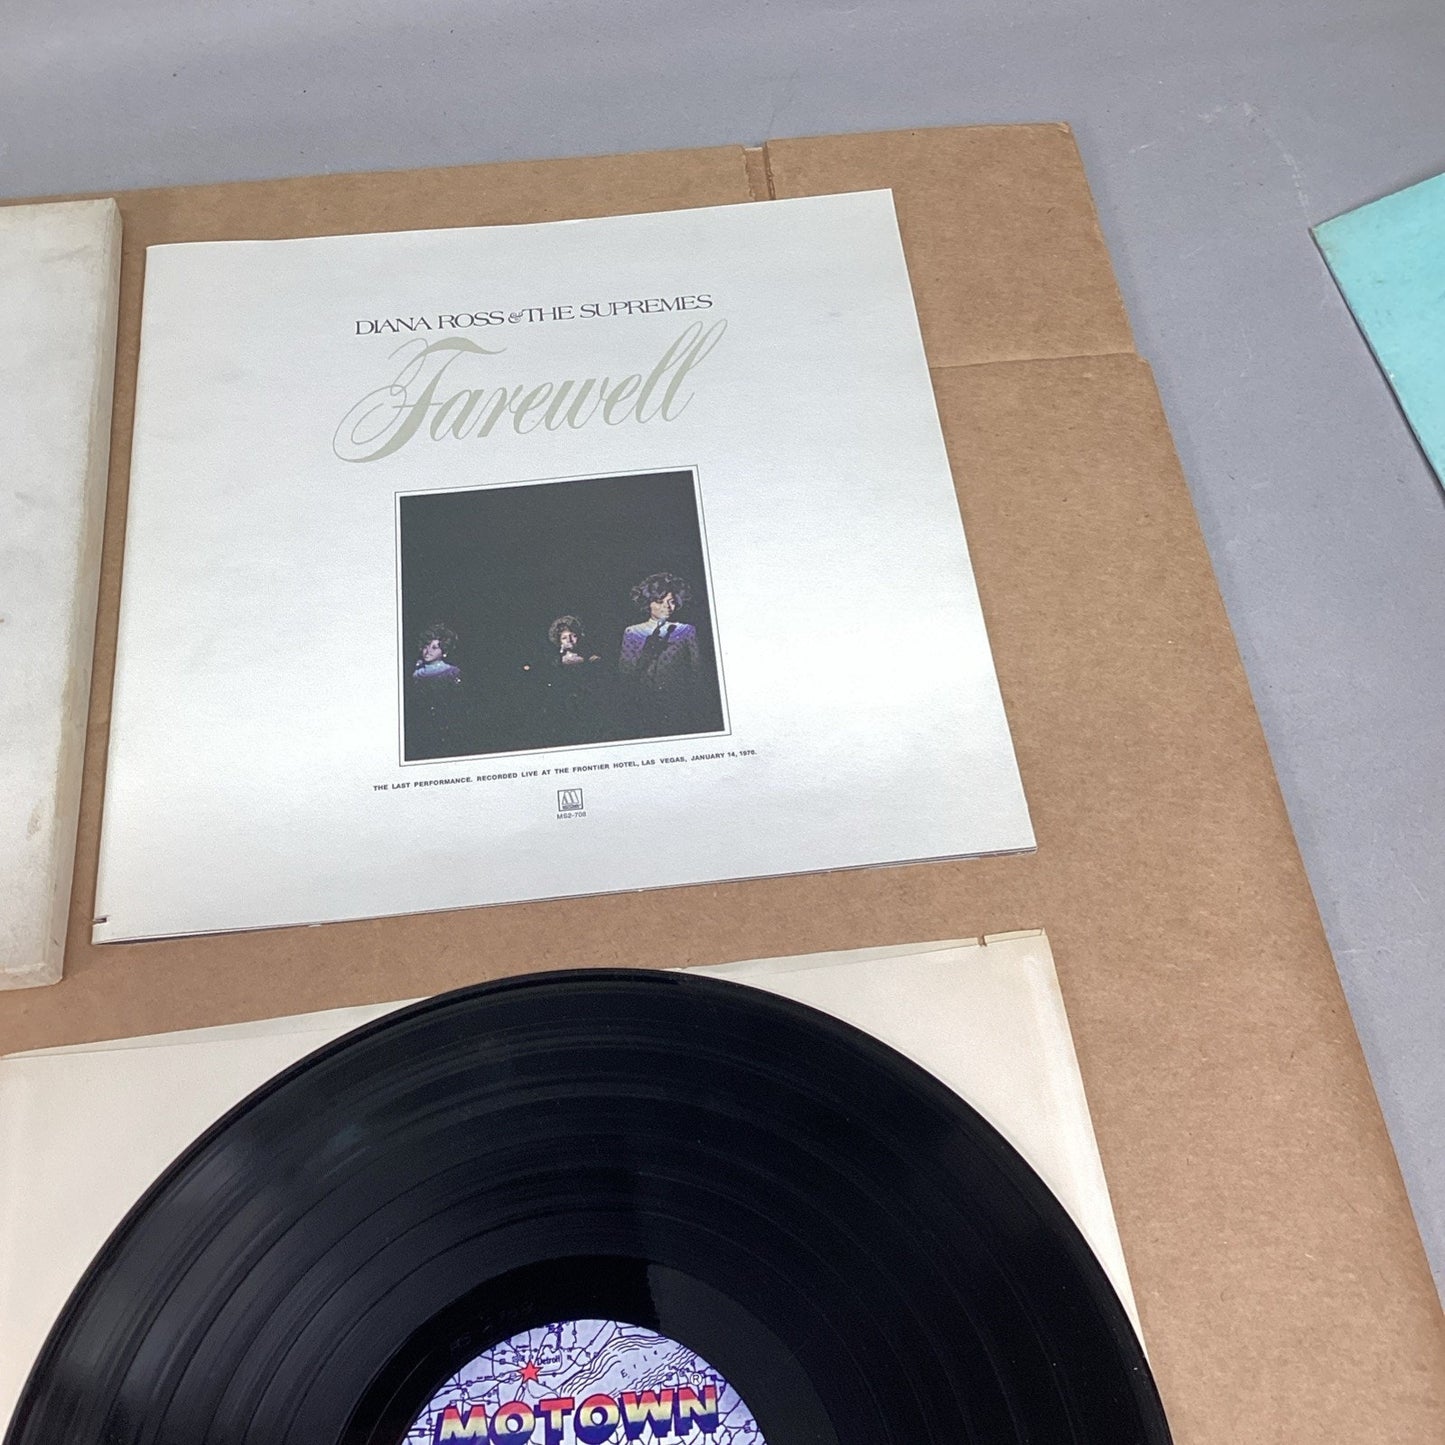 DIANA ROSS & THE SUPREMES
Farewell
THE LAST PERFORMANCE. RECORDED LIVE AT THE FRONTIER HOTEL, LAS VEGAS, JANUARY 14, 1970.
MS2-708
Detroit
Erie
MOTOWN®